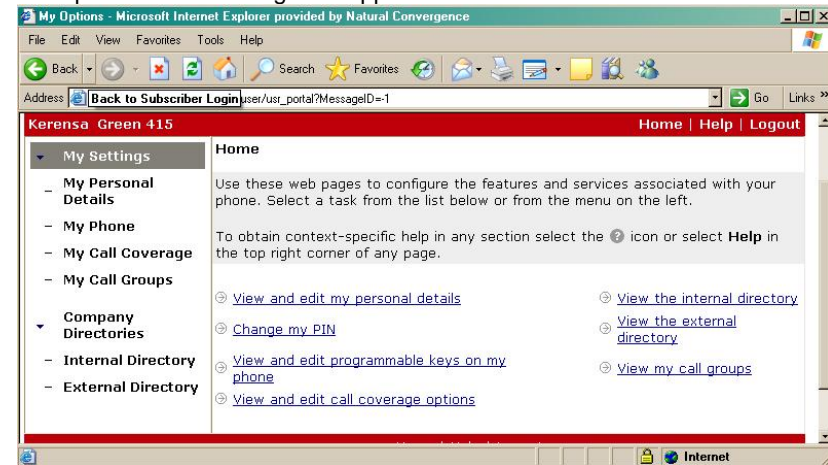 My Options - Microsoft Internet Explorer provided by Natural Convergence
File Edit View Favorites Tools Help
Back Search Favorites
Address Back to Subscriber Login user/usr_portal?MessageID=-1 Go Links »
Kerensa Green 415 Home | Help | Logout
My Settings
My Personal
Details
My Phone
My Call Coverage
My Call Groups
Company
Directories
Internal Directory
External Directory
Home
Use these web pages to configure the features and services associated with your
phone. Select a task from the list below or from the menu on the left.
To obtain context-specific help in any section select the ? icon or select Help in
the top right corner of any page.
View and edit my personal details
Change my PIN
View and edit programmable keys on my
phone
View and edit call coverage options
View the internal directory
View the external
directory
View my call groups
Internet